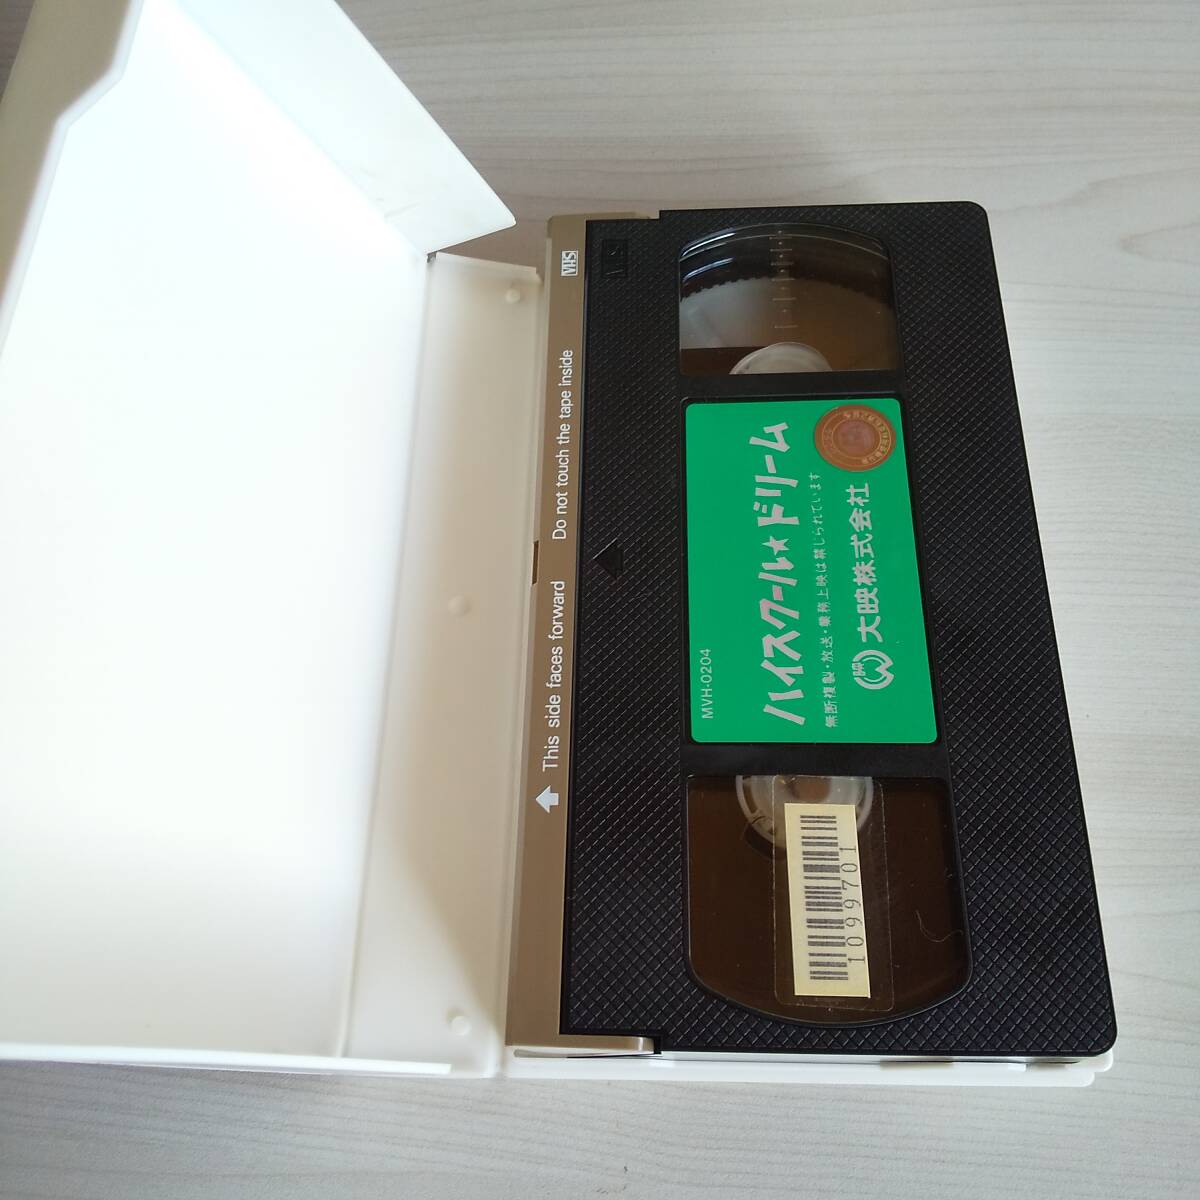 VHS
Do not touch the tape inside
This side faces forward
MVH-0204
ハイスクール★ドリーム
無断複製・放送・業務上映は禁じられています
大映株式会社
1099701